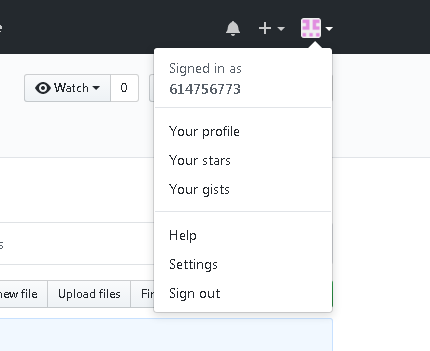 Signed in as
614756773
Watch 0
Your profile
Your stars
Your gists
Help
Settings
new file Upload files Fin
Sign out